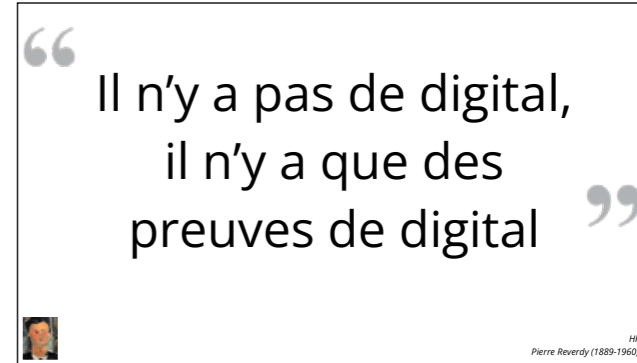 “
Il n’y a pas de digital,
il n’y a que des
preuves de digital
”
Pierre Reverdy (1889-1960